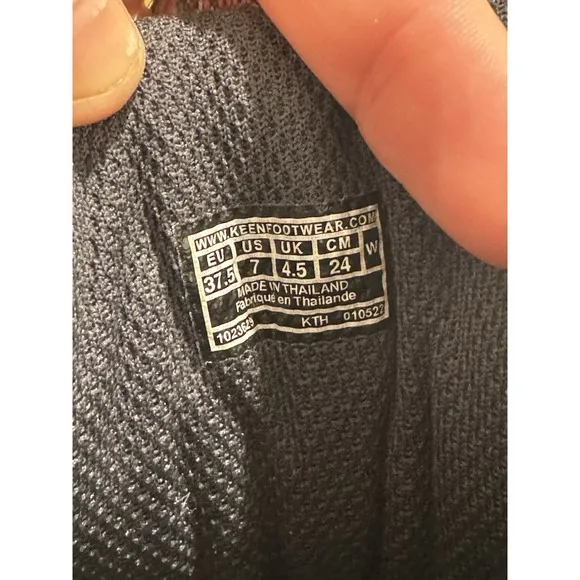 WWW.KEENFOOTWEAR.COM
EU US UK CM W
37.5 7 4.5 24
MADE IN THAILAND
Fabriqué en Thaïlande
KTH 010522